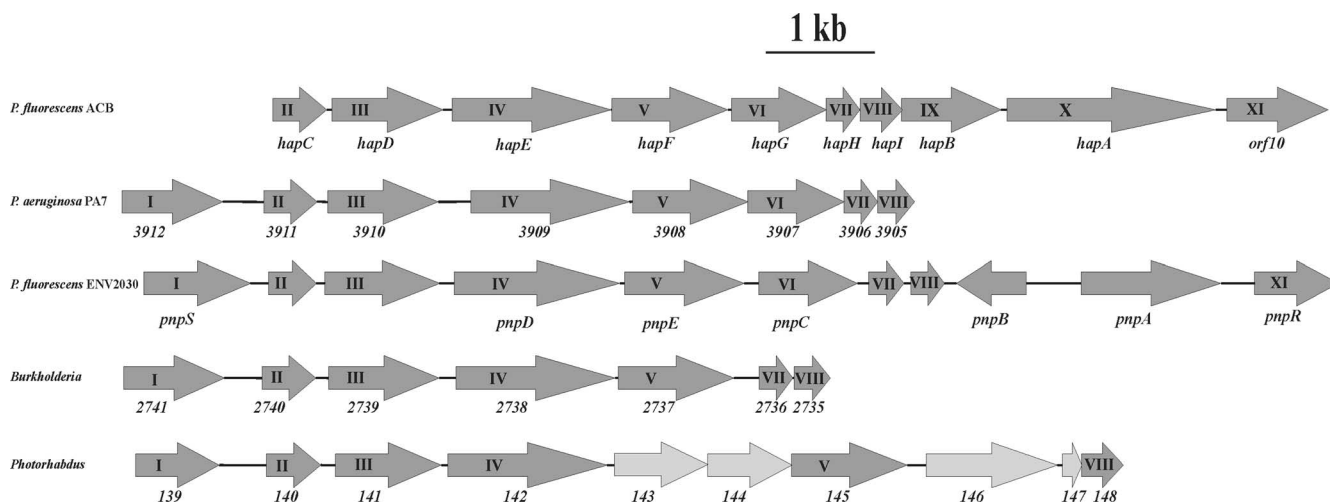 1 kb
P. fluorescens ACB
II III IV V VI VII VIII IX X XI
hapC hapD hapE hapF hapG hapH hapI hapB hapA orf10
P. aeruginosa PA7
I II III IV V VI VII VIII
3912 3911 3910 3909 3908 3907 3906 3905
P. fluorescens ENV2030
I II III IV V VI VII VIII XI
pnpS pnpD pnpE pnpC pnpB pnpA pnpR
Burkholderia
I II III IV V VII VIII
2741 2740 2739 2738 2737 2736 2735
Photorhabdus
I II III IV V VIII
139 140 141 142 143 144 145 146 147 148